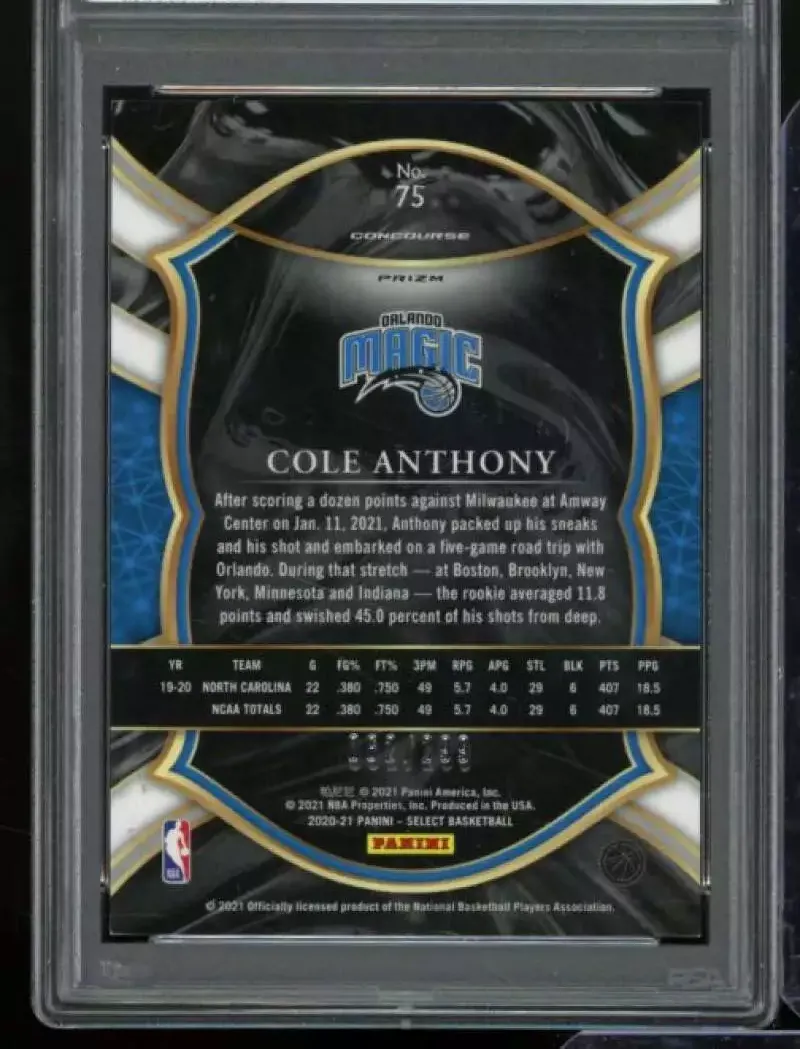 No.
75
CONCOURSE
PRIZM
ORLANDO
MAGIC
COLE ANTHONY
After scoring a dozen points against Milwaukee at Amway
Center on Jan. 11, 2021, Anthony packed up his sneaks
and his shot and embarked on a five-game road trip with
Orlando. During that stretch — at Boston, Brooklyn, New
York, Minnesota and Indiana — the rookie averaged 11.8
points and swished 45.0 percent of his shots from deep.
YR TEAM G FG% FT% 3PM RPG APG STL BLK PTS PPG
19-20 NORTH CAROLINA 22 .380 .750 49 5.7 4.0 29 6 407 18.5
NCAA TOTALS 22 .380 .750 49 5.7 4.0 29 6 407 18.5
© 2021 Panini America, Inc.
© 2021 NBA Properties, Inc. Produced in the USA.
2020-21 PANINI - SELECT BASKETBALL
PANINI
NBA
© 2021 Officially licensed product of the National Basketball Players Association.
PSA